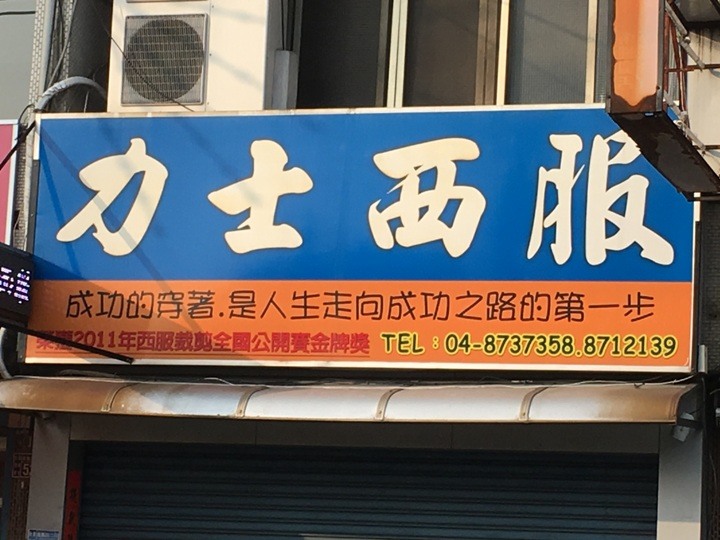 力士西服
成功的穿著.是人生走向成功之路的第一步
榮獲2011年西服裁剪全國公開賽金牌獎 TEL：04-8737358.8712139